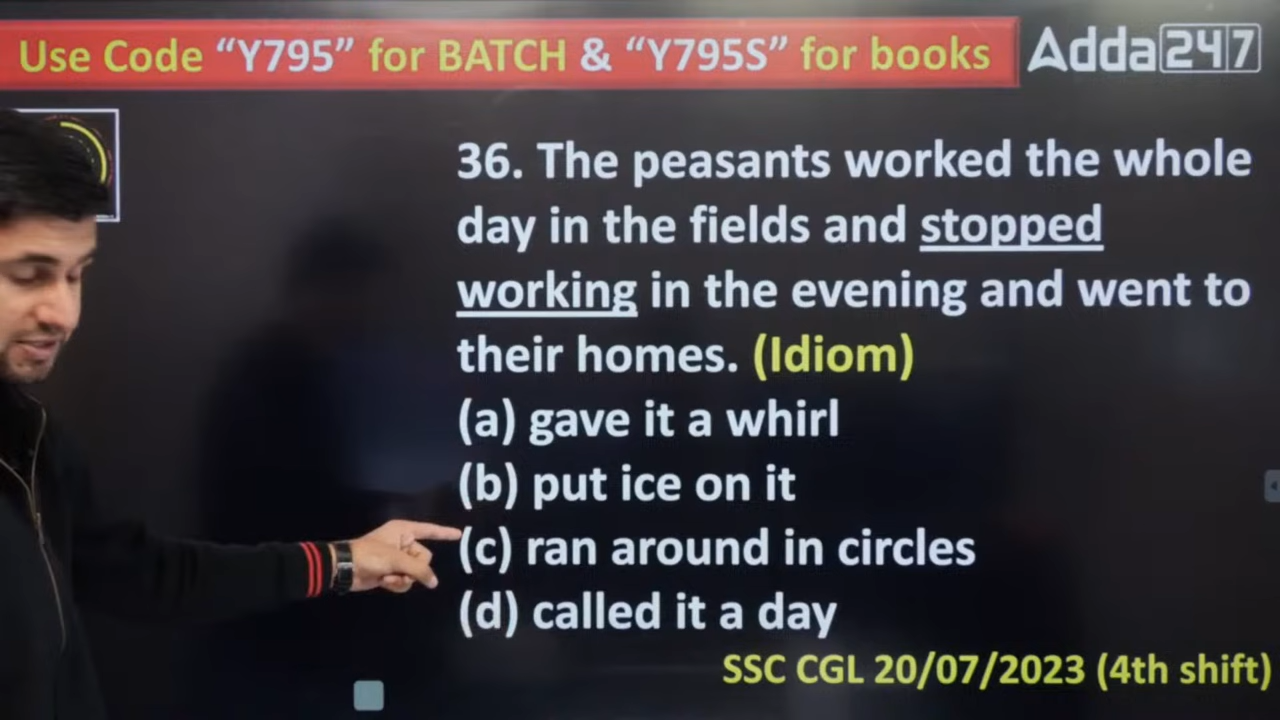 Use Code “Y795” for BATCH & “Y795S” for books
Adda247
36. The peasants worked the whole
day in the fields and stopped
working in the evening and went to
their homes. (Idiom)
(a) gave it a whirl
(b) put ice on it
(c) ran around in circles
(d) called it a day
SSC CGL 20/07/2023 (4th shift)